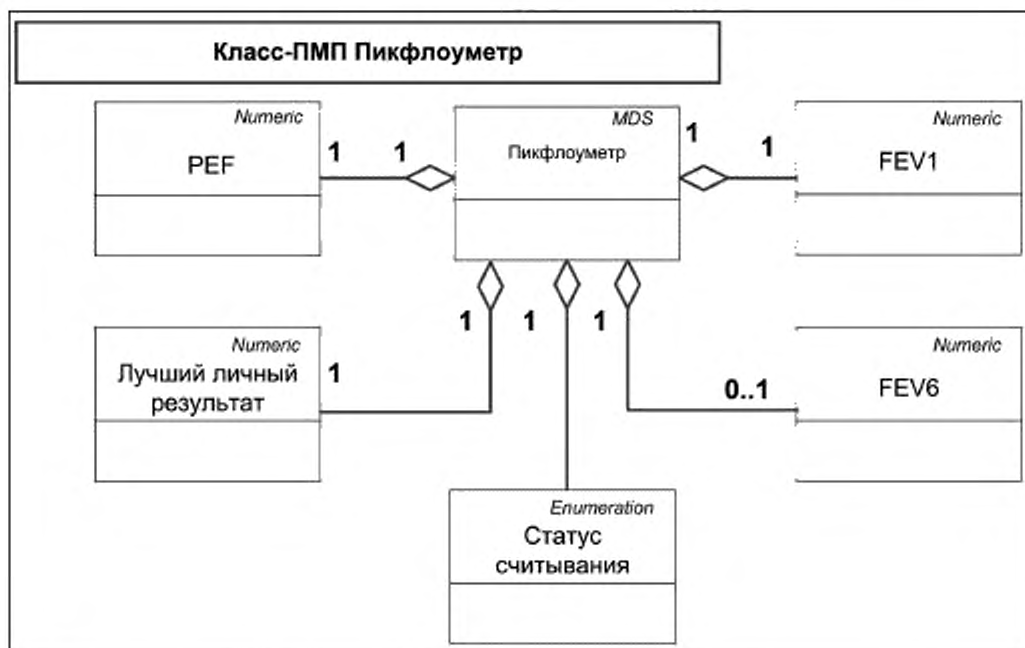 Класс-ПМП Пикфлоуметр
Numeric
PEF
1
1
MDS
Пикфлоуметр
1
1
Numeric
FEV1
Numeric
Лучший личный
результат
1
1
1
1
0..1
Numeric
FEV6
Enumeration
Статус
считывания